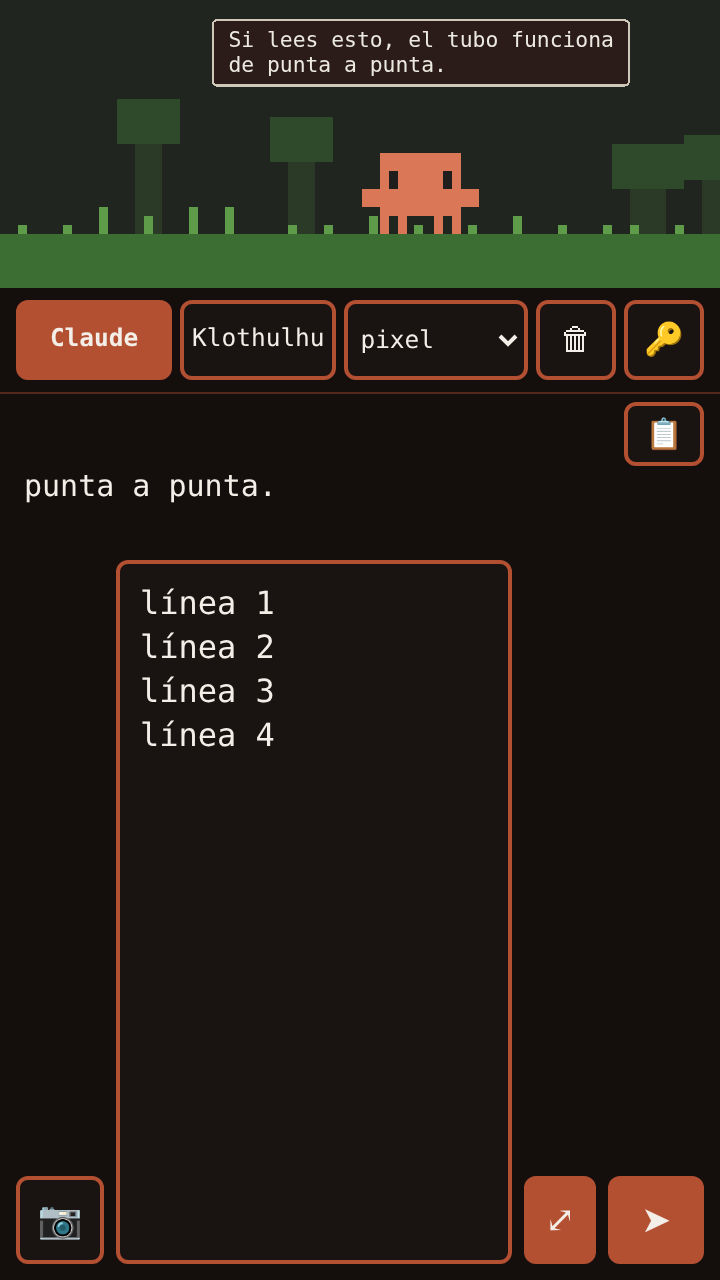 Si lees esto, el tubo funciona
de punta a punta.
Claude
Klothulhu
pixel
punta a punta.
línea 1
línea 2
línea 3
línea 4